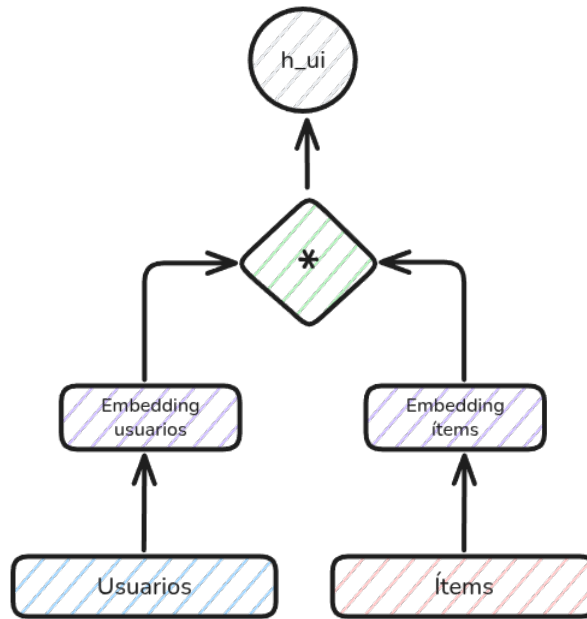 h_ui
*
Embedding
usuarios
Embedding
ítems
Usuarios
Ítems